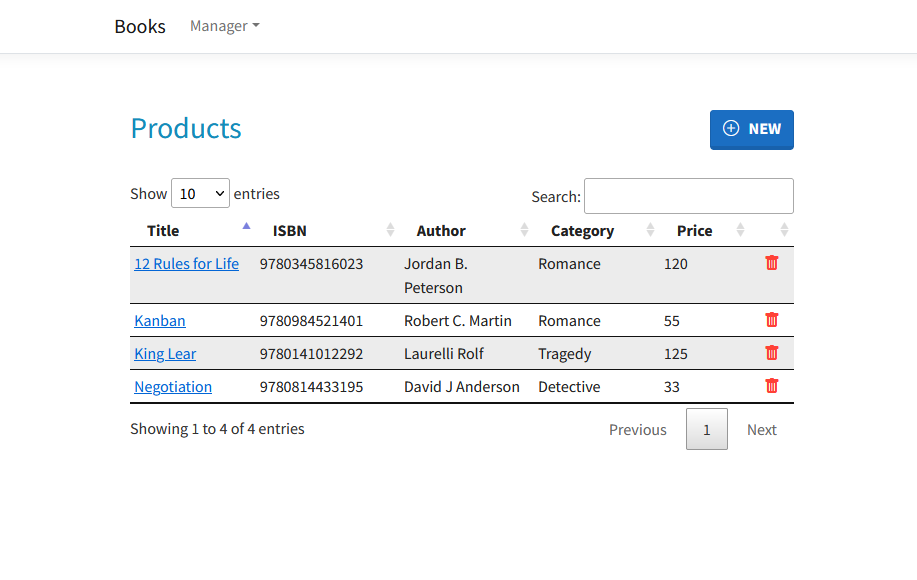 Books Manager
Products
NEW
Show 10 entries
Search:
Title ISBN Author Category Price
12 Rules for Life 9780345816023 Jordan B. Peterson Romance 120
Kanban 9780984521401 Robert C. Martin Romance 55
King Lear 9780141012292 Laurelli Rolf Tragedy 125
Negotiation 9780814433195 David J Anderson Detective 33
Showing 1 to 4 of 4 entries
Previous 1 Next